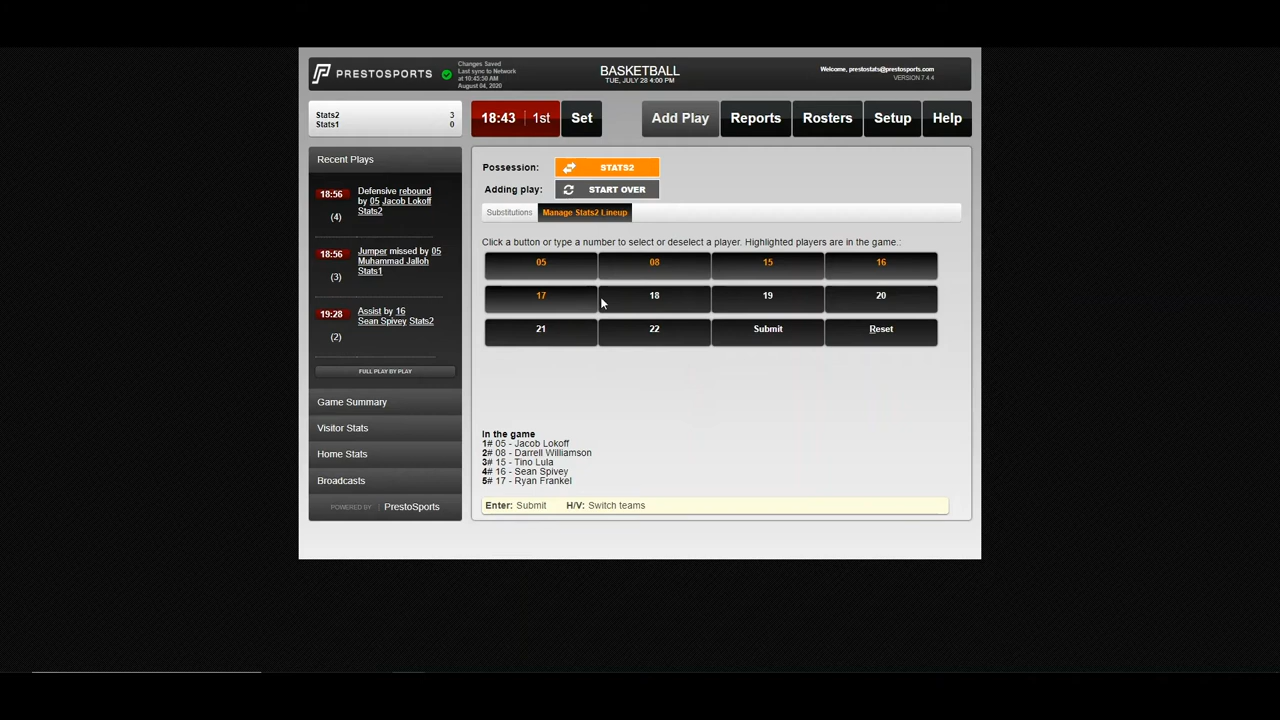 PRESTOSPORTS
Changes Saved
Last sync to Network
at 10:45:50 AM
August 04, 2020
BASKETBALL
TUE, JULY 28 4:00 PM
Welcome, prestostats@prestosports.com
VERSION 7.4.4
Stats2 3
Stats1 0
18:43 1st
Set
Add Play
Reports
Rosters
Setup
Help
Recent Plays
18:56
(4)
Defensive rebound
by 05 Jacob Lokoff
Stats2
18:56
(3)
Jumper missed by 05
Muhammad Jalloh
Stats1
19:28
(2)
Assist by 16
Sean Spivey Stats2
FULL PLAY BY PLAY
Game Summary
Visitor Stats
Home Stats
Broadcasts
POWERED BY PrestoSports
Possession: STATS2
Adding play: START OVER
Substitutions Manage Stats2 Lineup
Click a button or type a number to select or deselect a player. Highlighted players are in the game.:
05 08 15 16
17 18 19 20
21 22 Submit Reset
In the game
1# 05 - Jacob Lokoff
2# 08 - Darrell Williamson
3# 15 - Tino Lula
4# 16 - Sean Spivey
5# 17 - Ryan Frankel
Enter: Submit H/V: Switch teams